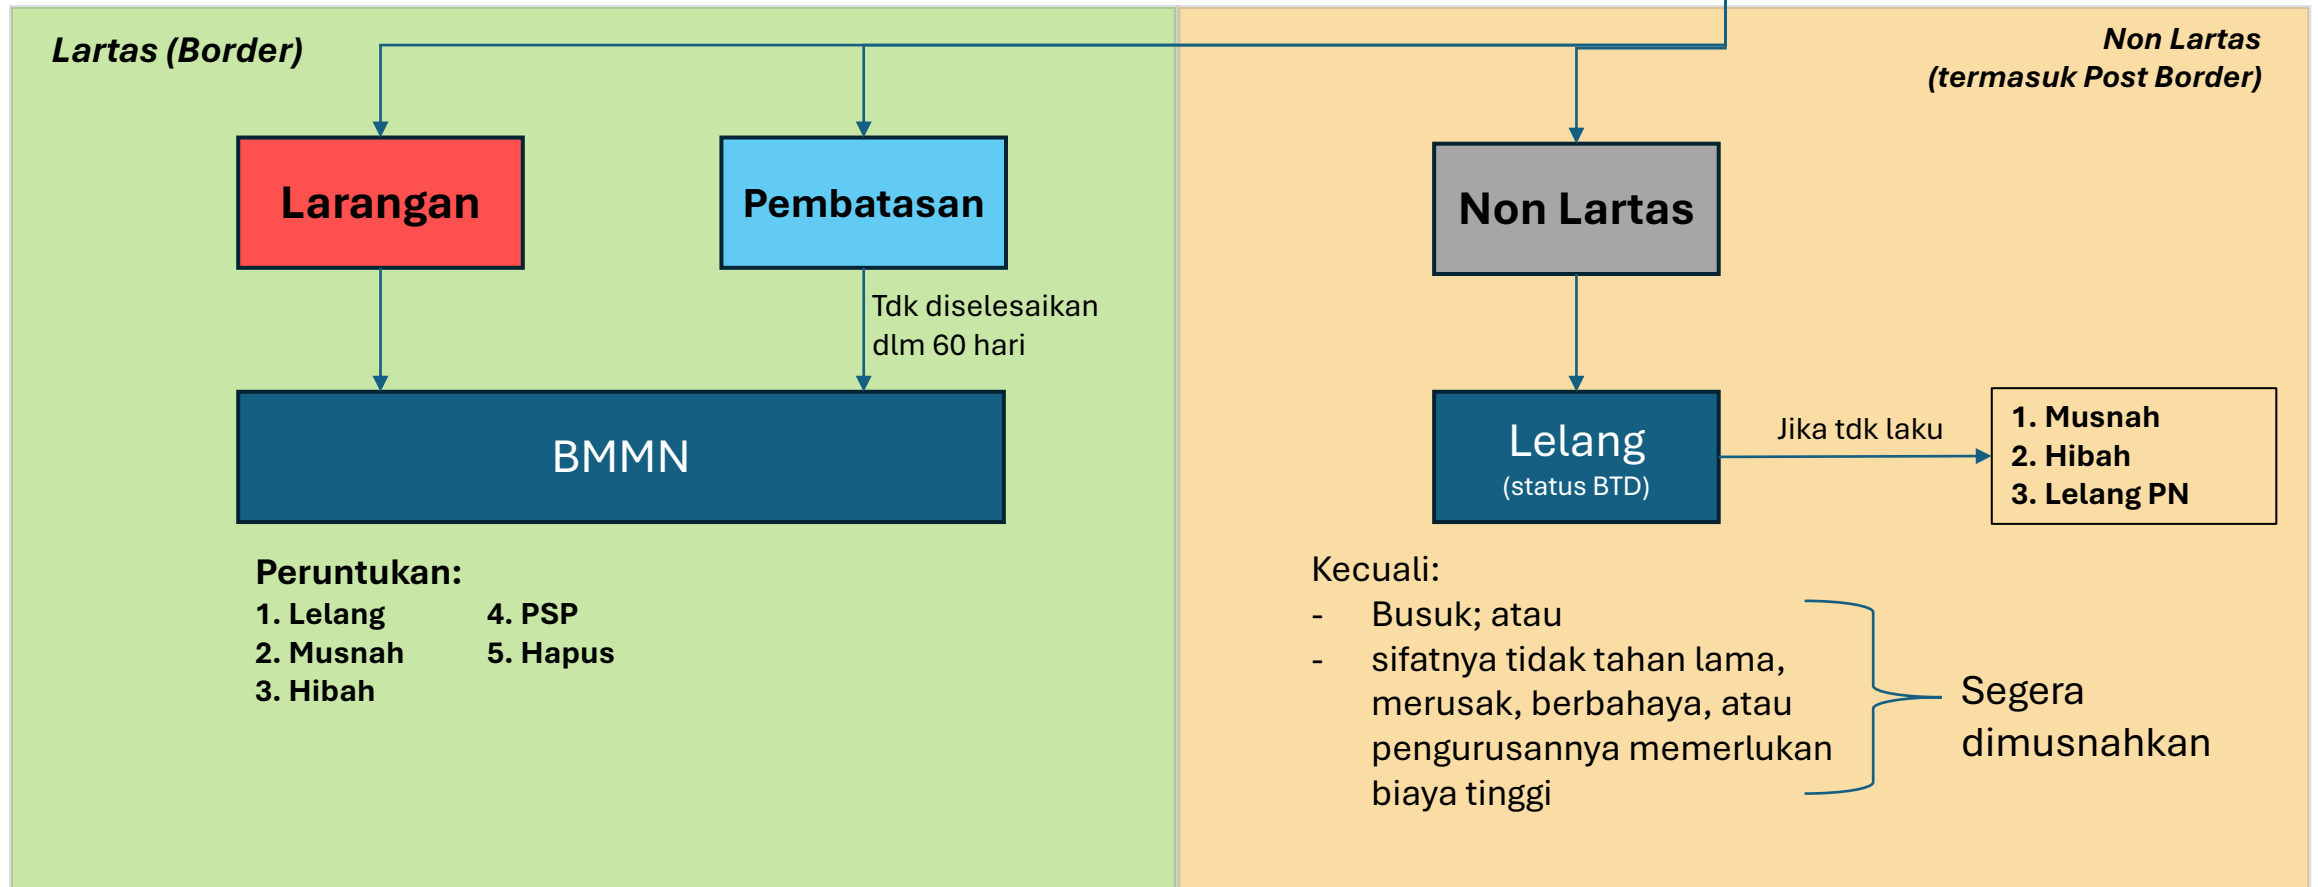 Lartas (Border)
Larangan
Pembatasan
Tdk diselesaikan
dlm 60 hari
BMMN
Peruntukan:
1. Lelang
2. Musnah
3. Hibah
4. PSP
5. Hapus
Non Lartas
(termasuk Post Border)
Non Lartas
Lelang
(status BTD)
Jika tdk laku
1. Musnah
2. Hibah
3. Lelang PN
Kecuali:
- Busuk; atau
- sifatnya tidak tahan lama,
merusak, berbahaya, atau
pengurusannya memerlukan
biaya tinggi
Segera
dimusnahkan